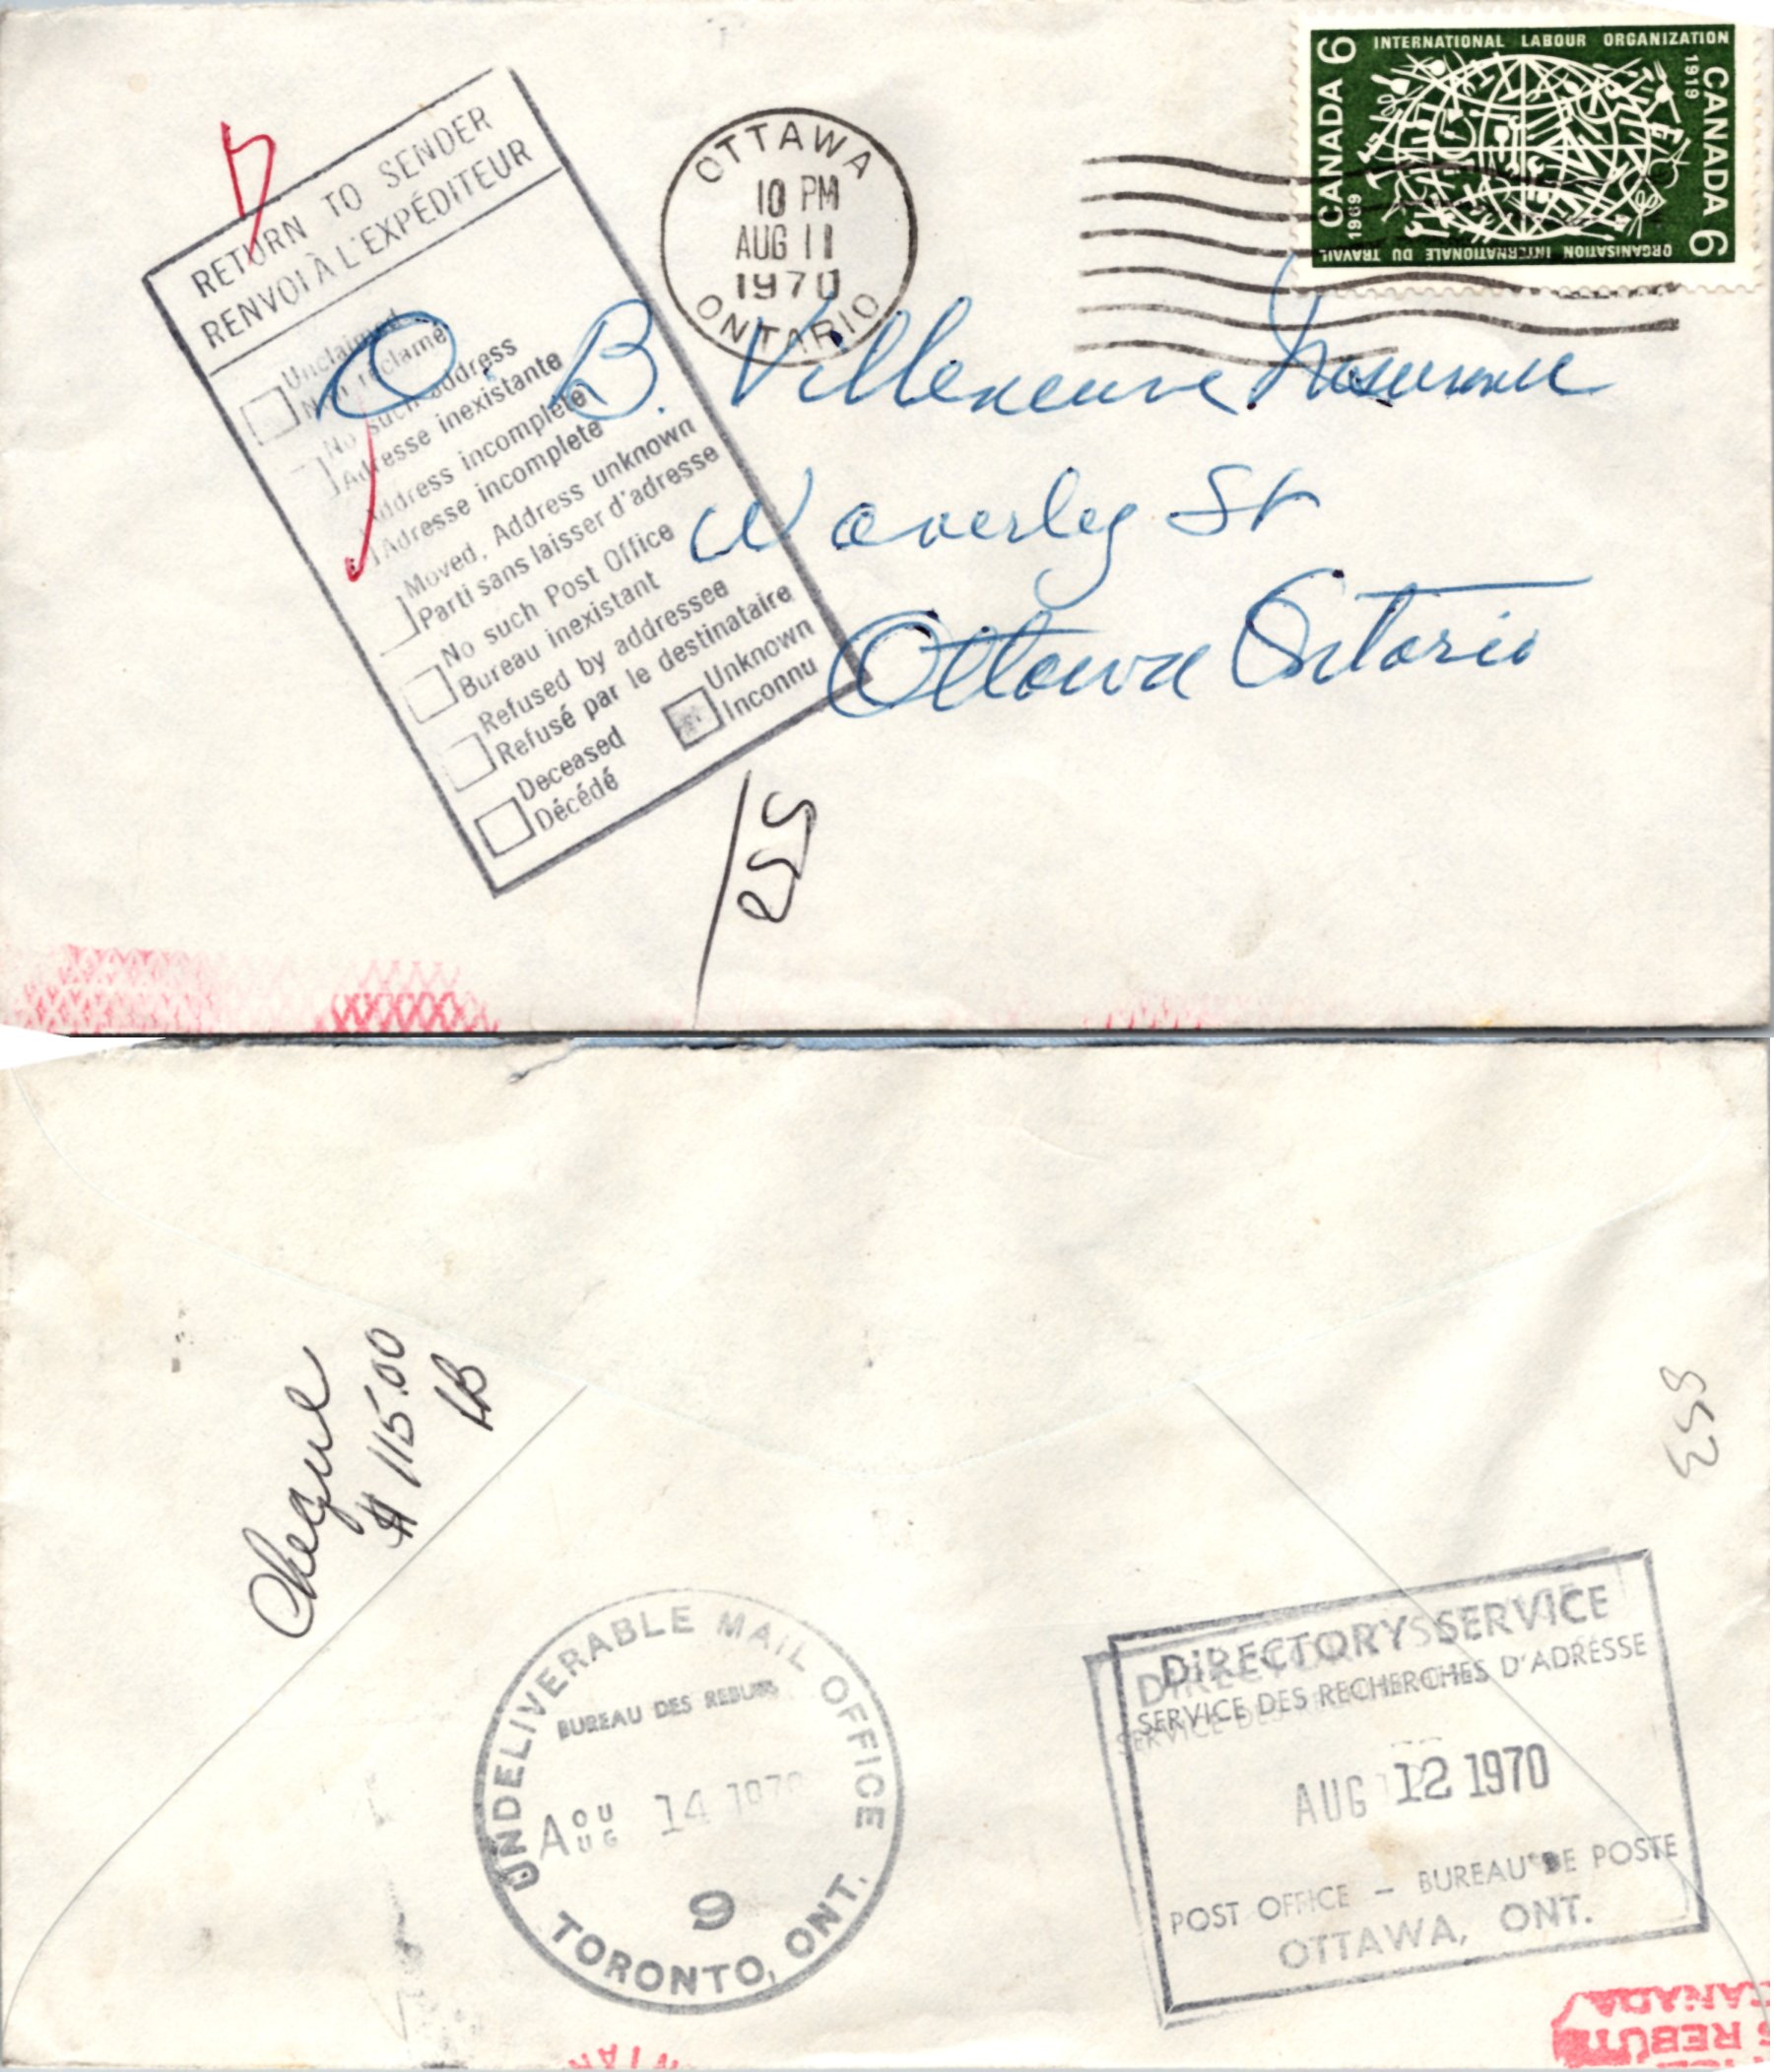 INTERNATIONAL LABOUR ORGANIZATION
CANADA 6
1919
CANADA 6
1969
ORGANISATION INTERNATIONALE DU TRAVAIL
OTTAWA
10 PM
AUG 11
1970
ONTARIO
RETURN TO SENDER
RENVOI À L'EXPÉDITEUR
Unclaimed
Non réclamé
No such address
Adresse inexistante
Address incomplete
Adresse incomplete
Moved, Address unknown
Parti sans laisser d'adresse
No such Post Office
Bureau inexistant
Refused by addressee
Refusé par le destinataire
Unknown
Inconnu
Deceased
Décédé
O. B. Villeneuve Insurance
Waverley St
Ottawa Ontario
Cheque
$115.00
UNDELIVERABLE MAIL OFFICE
BUREAU DES REBUTS
AOU
AUG 14 1970
9
TORONTO, ONT.
DIRECTORY SERVICE
SERVICE DES RECHERCHES D'ADRESSE
AUG 12 1970
POST OFFICE — BUREAU DE POSTE
OTTAWA, ONT.
CANADA
REBUTS